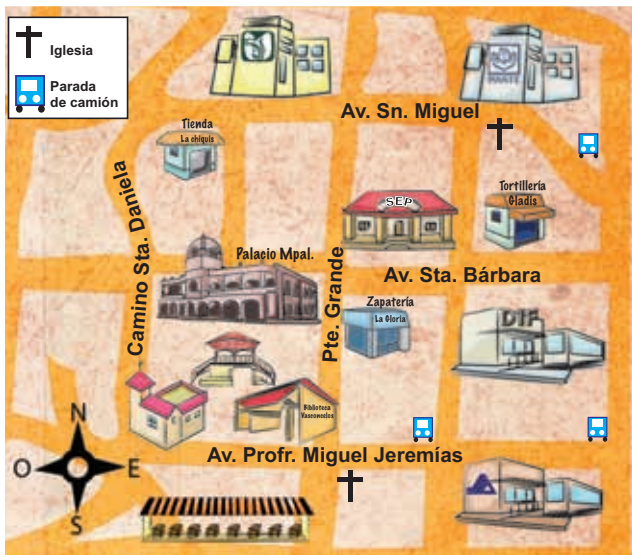 Iglesia
Parada
de camión
Av. Sn. Miguel
Tienda
La chiquis
Camino Sta. Daniela
SEP
Tortillería
Gladis
Palacio Mpal.
Pte. Grande
Av. Sta. Bárbara
Zapatería
La Gloria
DIF
Biblioteca
Vasconcelos
N
O
E
S
Av. Profr. Miguel Jeremías